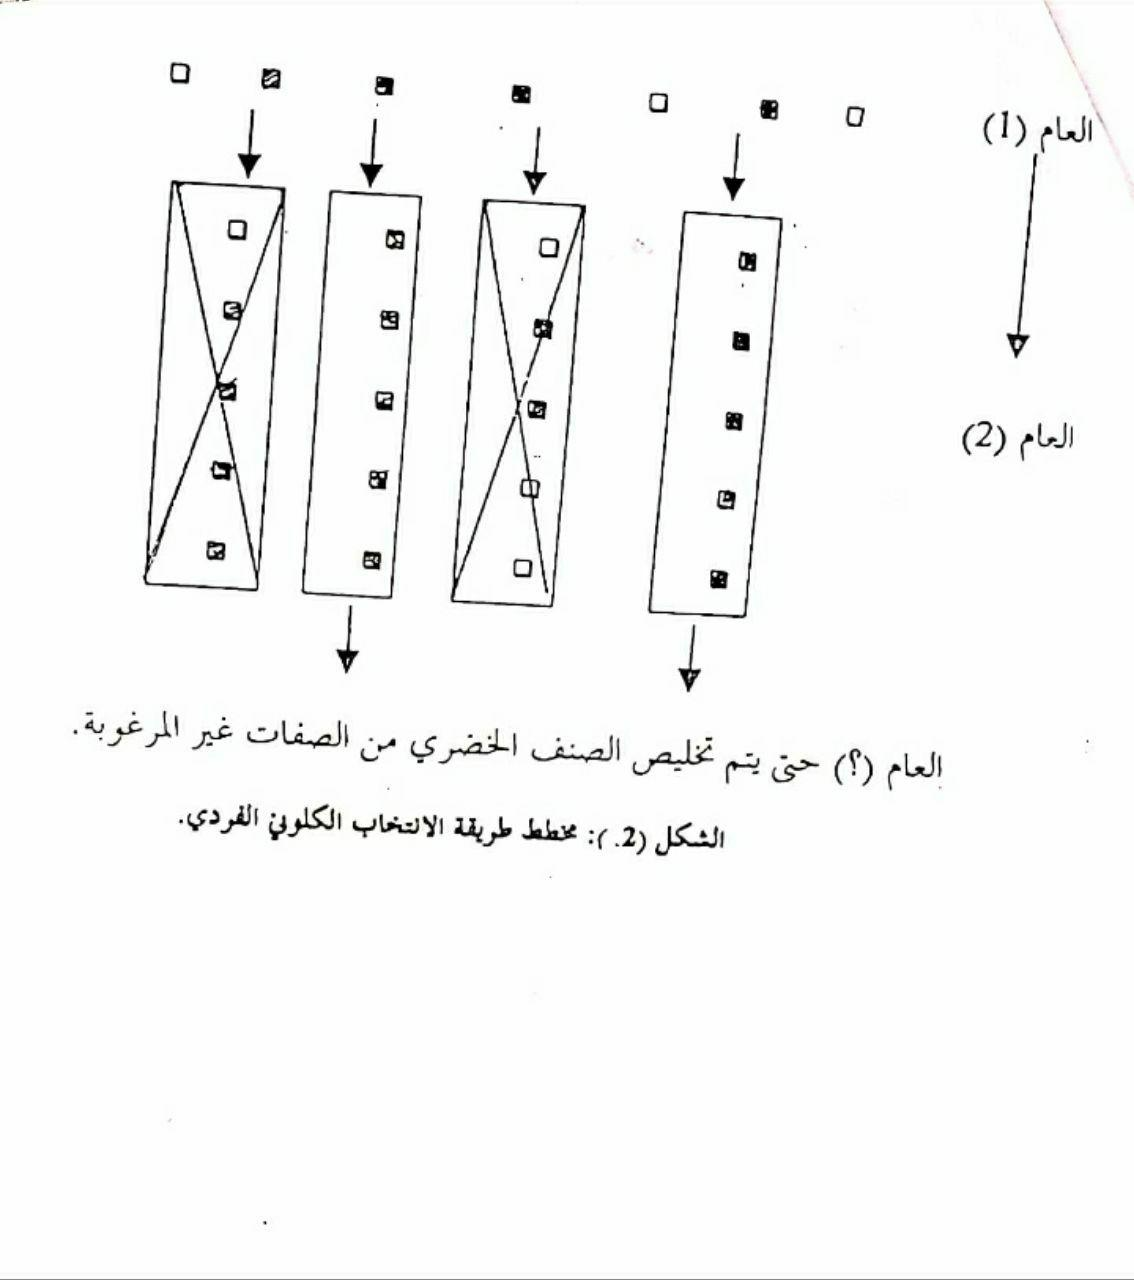 العام (1)
العام (2)
العام (؟) حتى يتم تخليص الصنف الخضري من الصفات غير المرغوبة.
الشكل (2. ): مخطط طريقة الانتخاب الكلوني الفردي.